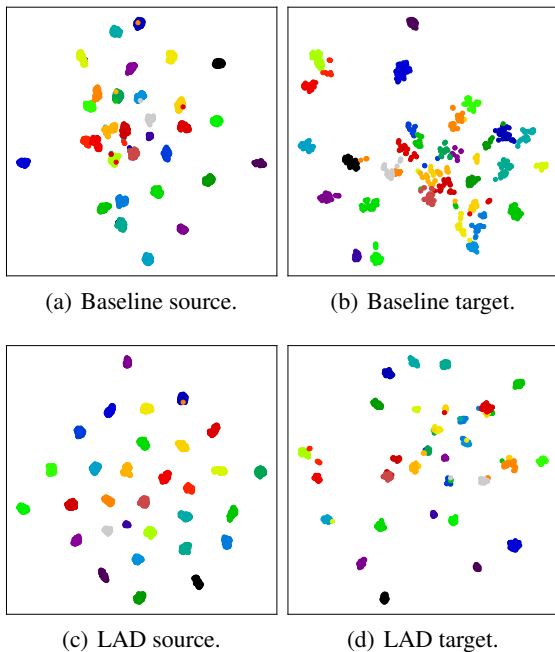 (a) Baseline source.
(b) Baseline target.
(c) LAD source.
(d) LAD target.